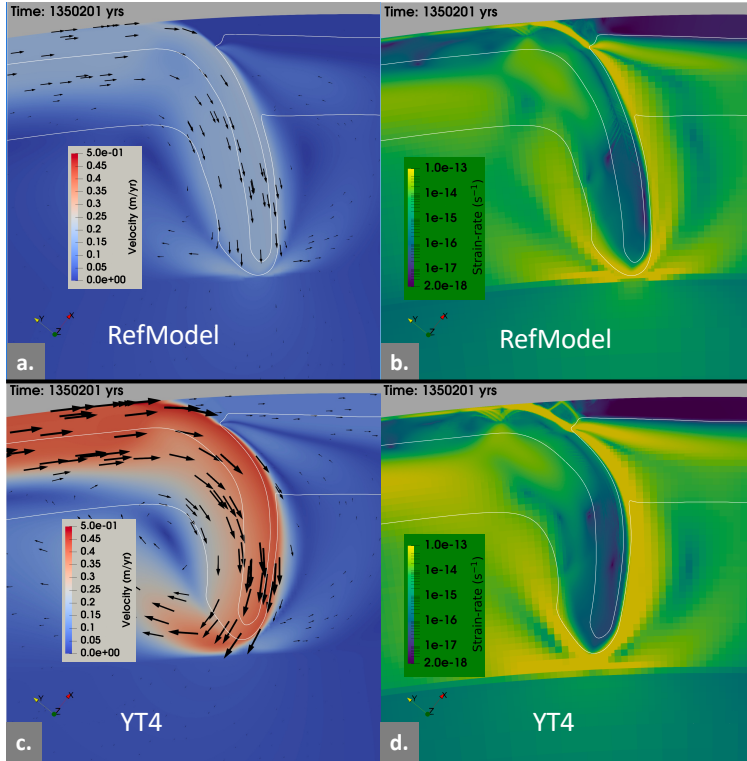 Time: 1350201 yrs
5.0e-01
0.45
0.4
0.35
0.3
0.25
0.2
0.15
0.1
0.05
0.0e+00
Velocity (m/yr)
Y
X
Z
RefModel
a.
Time: 1350201 yrs
1.0e-13
1e-14
1e-15
1e-16
1e-17
2.0e-18
Strain-rate (s⁻¹)
Y
X
Z
RefModel
b.
Time: 1350201 yrs
5.0e-01
0.45
0.4
0.35
0.3
0.25
0.2
0.15
0.1
0.05
0.0e+00
Velocity (m/yr)
Y
X
Z
YT4
c.
Time: 1350201 yrs
1.0e-13
1e-14
1e-15
1e-16
1e-17
2.0e-18
Strain-rate (s⁻¹)
Y
X
Z
YT4
d.